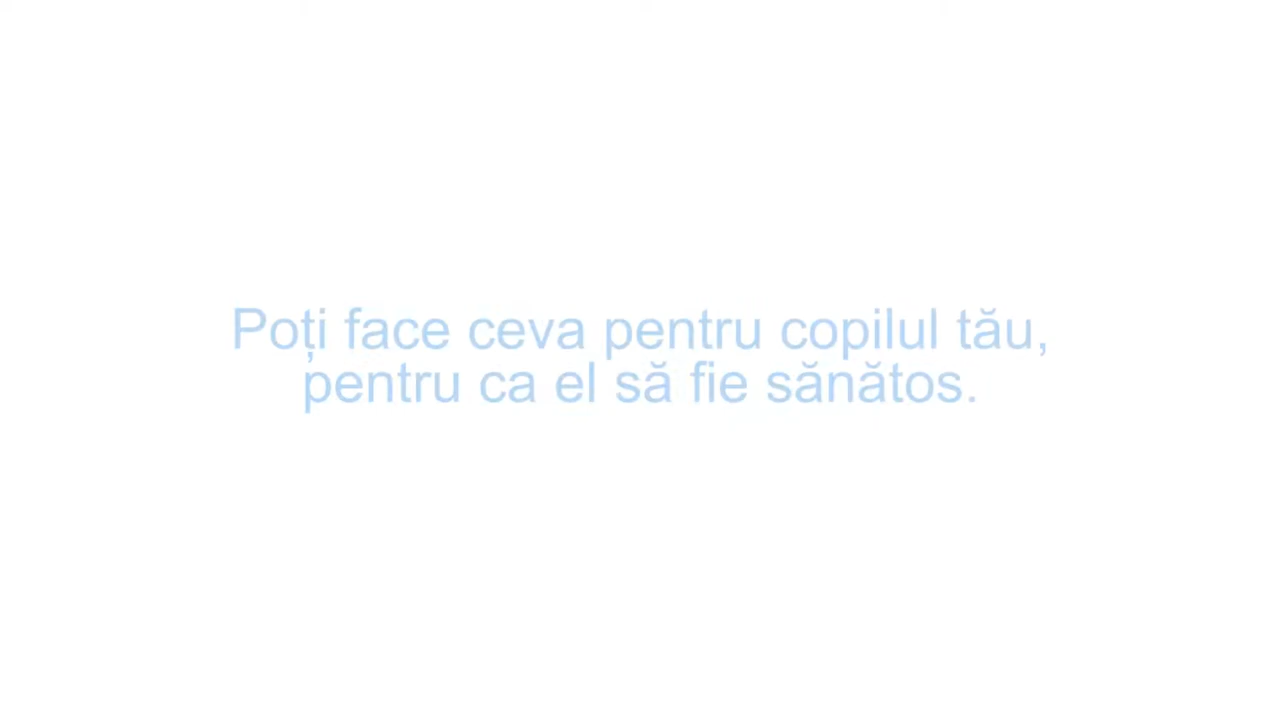 Poți face ceva pentru copilul tău,
pentru ca el să fie sănătos.